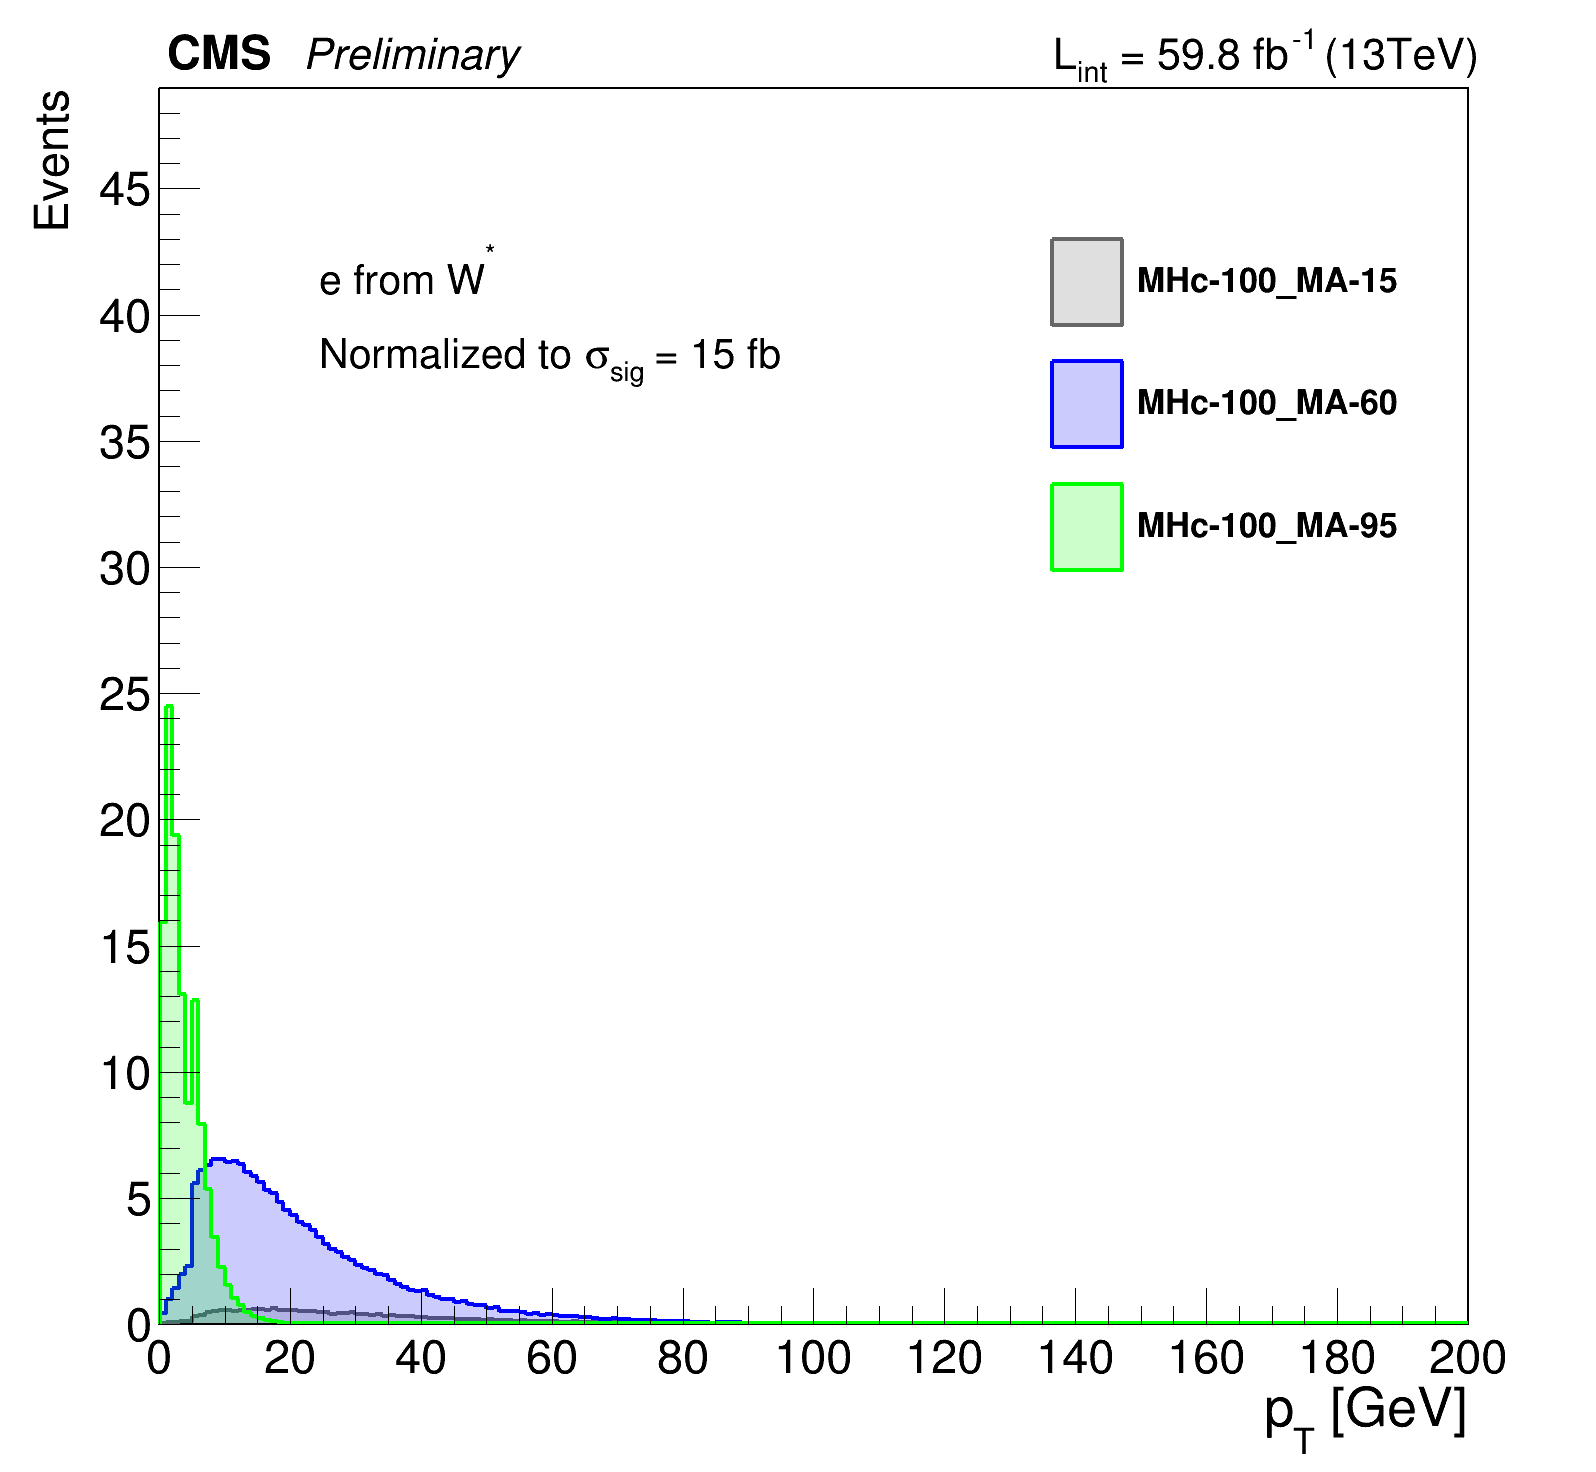 CMS Preliminary L_int = 59.8 fb^-1 (13TeV)
Events
45
40
35
30
25
20
15
10
5
0
e from W^*
Normalized to σ_sig = 15 fb
MHc-100_MA-15
MHc-100_MA-60
MHc-100_MA-95
0 20 40 60 80 100 120 140 160 180 200
p_T [GeV]